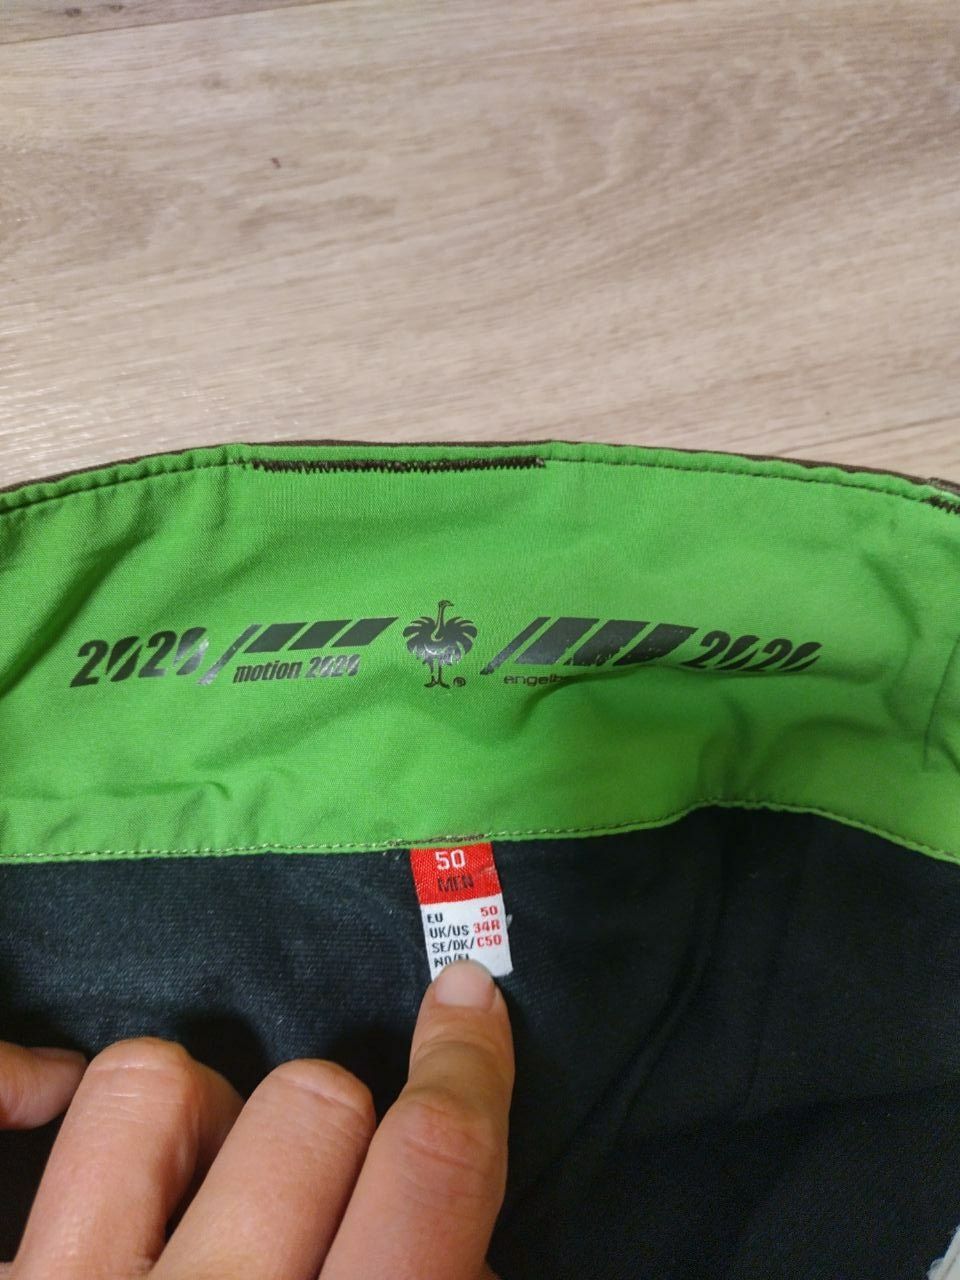 2020 motion 2020 ® 2020
50
MEN
EU 50
UK/US 34R
SE/DK/ C50